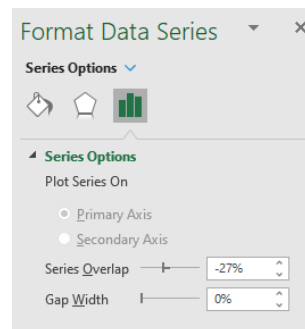 Format Data Series
Series Options
Series Options
Plot Series On
Primary Axis
Secondary Axis
Series Overlap -27%
Gap Width 0%